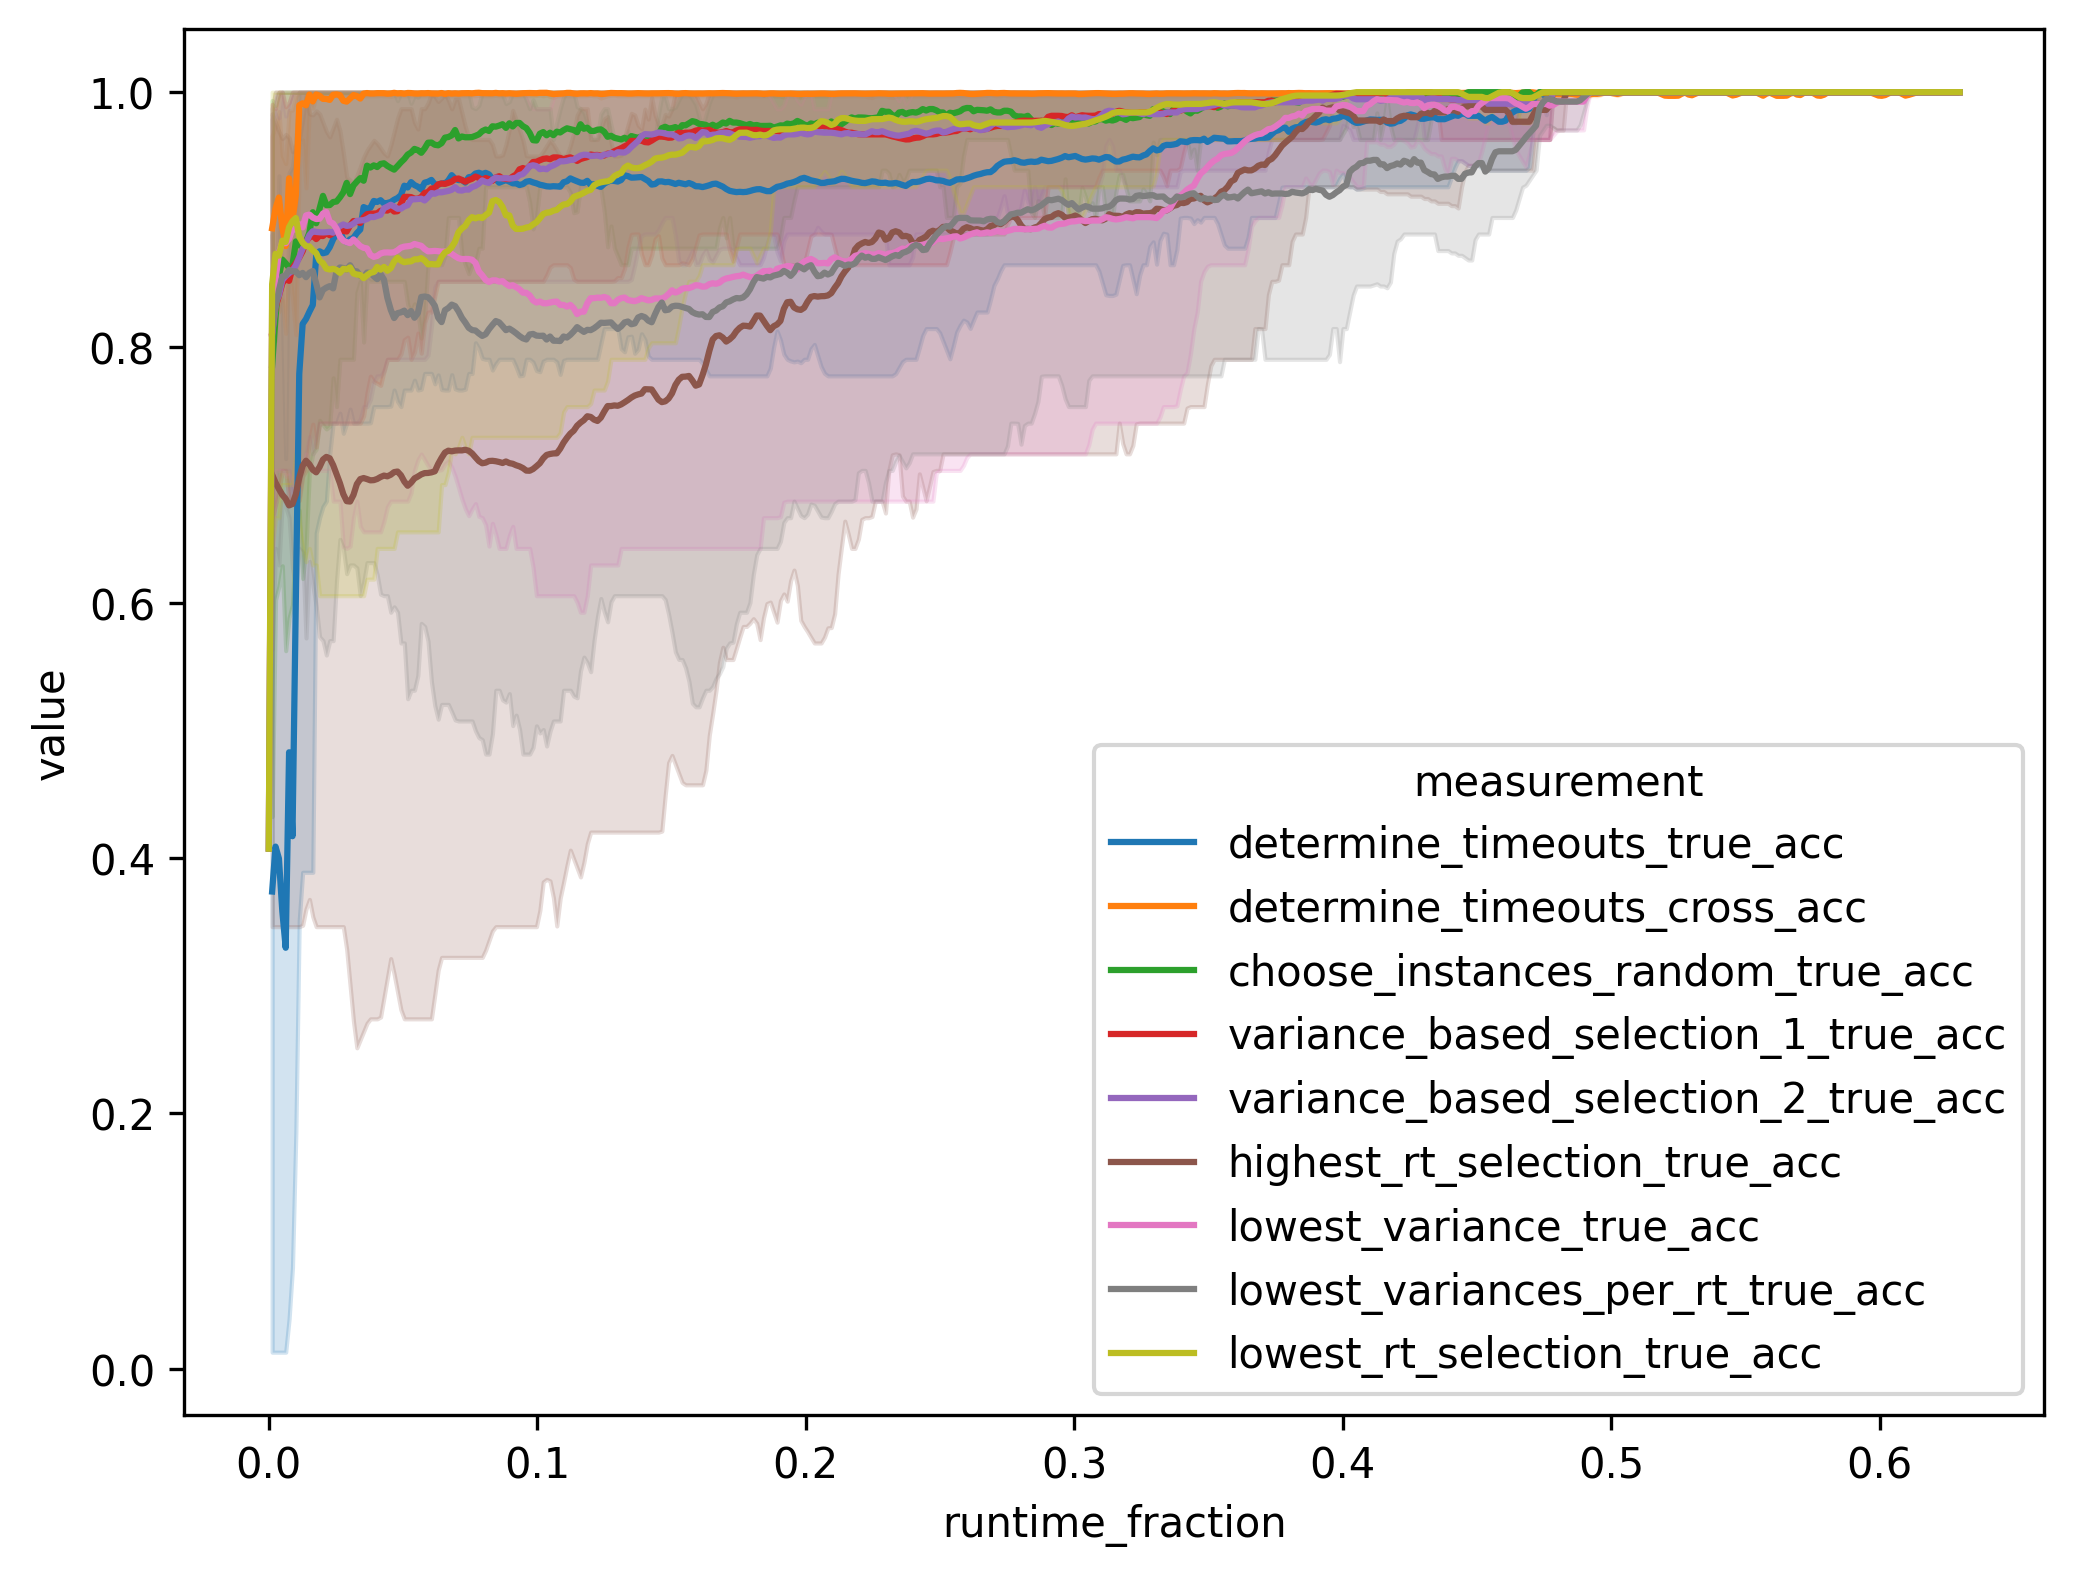 1.0
0.8
0.6
0.4
0.2
0.0
value
0.0 0.1 0.2 0.3 0.4 0.5 0.6
runtime_fraction
measurement
determine_timeouts_true_acc
determine_timeouts_cross_acc
choose_instances_random_true_acc
variance_based_selection_1_true_acc
variance_based_selection_2_true_acc
highest_rt_selection_true_acc
lowest_variance_true_acc
lowest_variances_per_rt_true_acc
lowest_rt_selection_true_acc